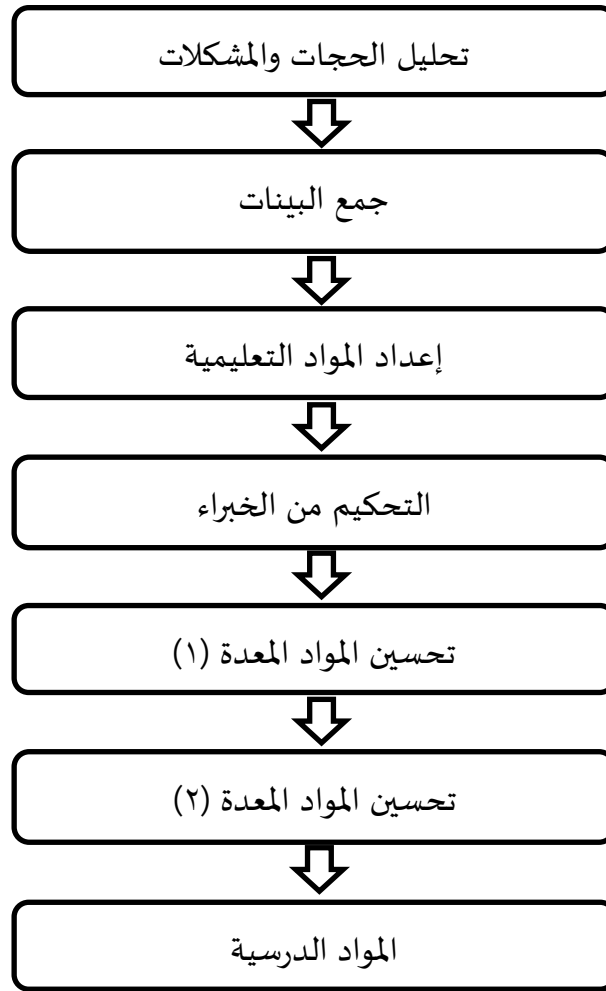 تحليل الحجات والمشكلات
جمع البينات
إعداد المواد التعليمية
التحكيم من الخبراء
تحسين المواد المعدة (١)
تحسين المواد المعدة (٢)
المواد الدرسية